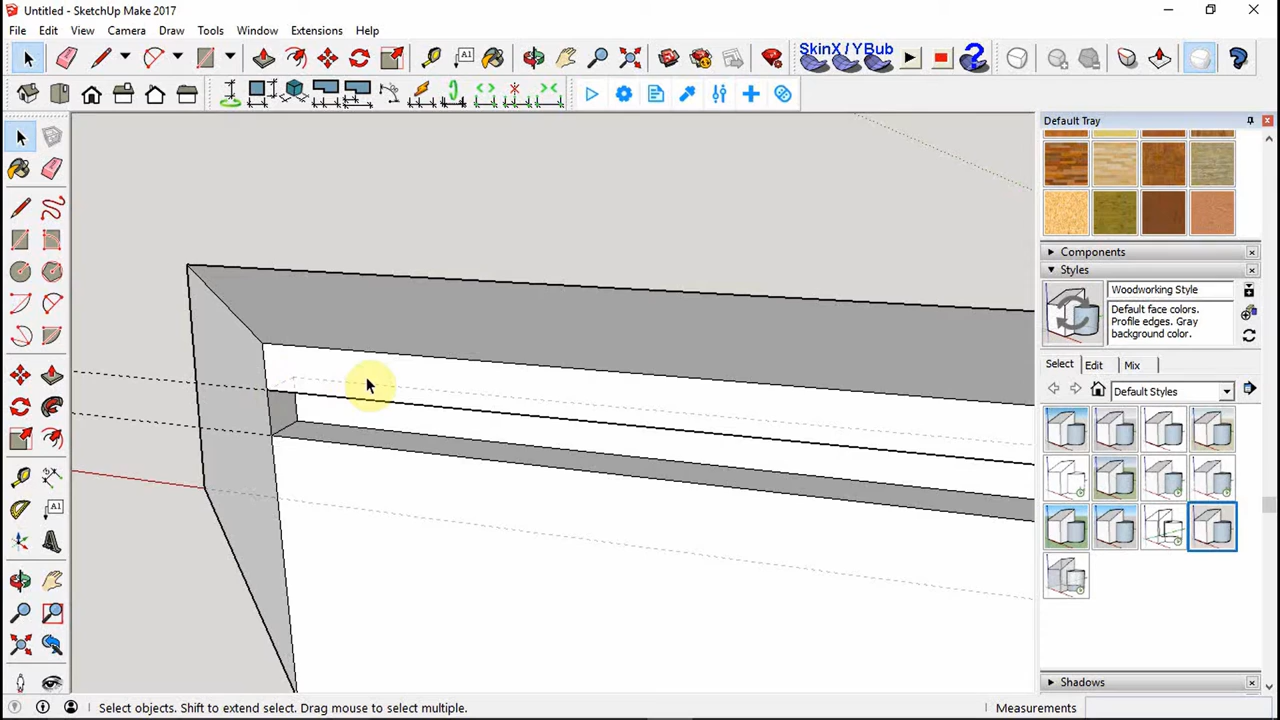 Untitled - SketchUp Make 2017
File Edit View Camera Draw Tools Window Extensions Help
A1
SkinX / YBub
Default Tray
Components
Styles
Woodworking Style
Default face colors.
Profile edges. Gray
background color.
Select Edit Mix
Default Styles
A1
Shadows
Select objects. Shift to extend select. Drag mouse to select multiple.
Measurements